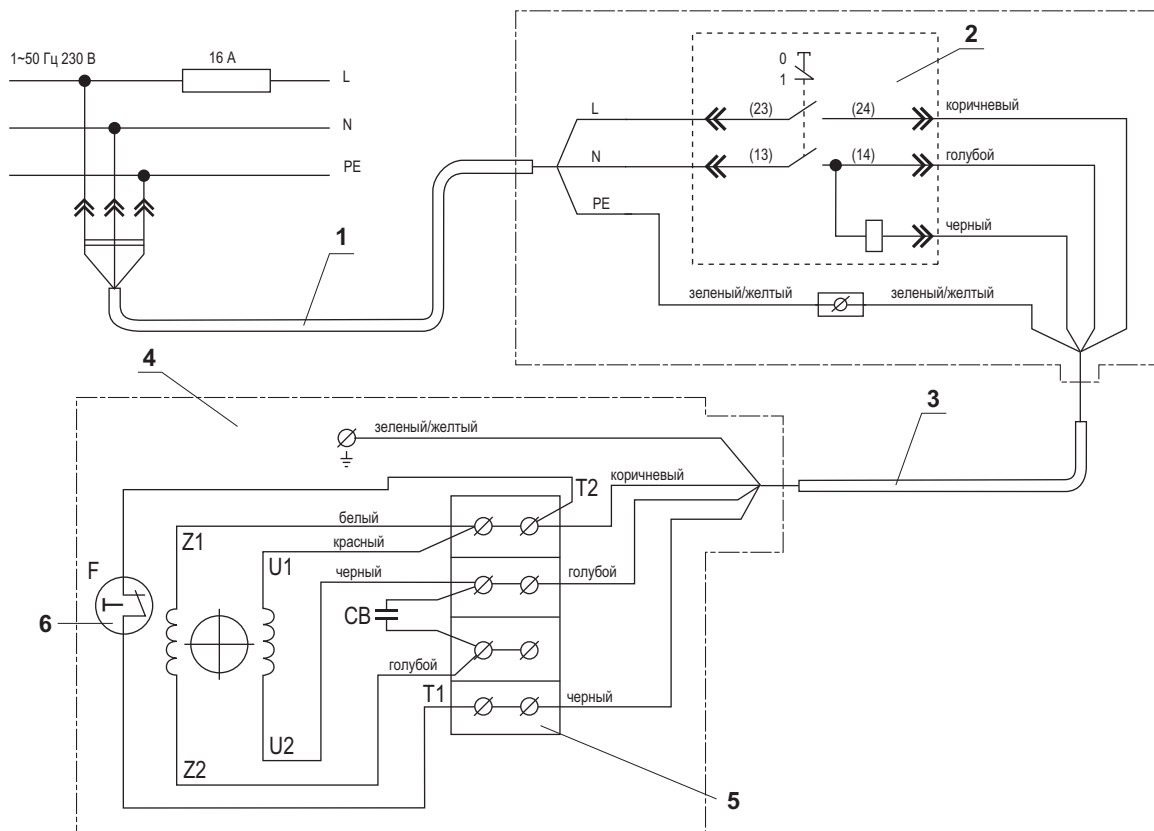 1~50 Гц 230 В
16 А
L
N
PE
1
2
0
1
L
(23)
(24)
коричневый
N
(13)
(14)
голубой
PE
черный
зеленый/желтый
зеленый/желтый
4
3
зеленый/желтый
коричневый
T2
белый
Z1
красный
U1
F
черный
голубой
6
CB
голубой
T1
черный
U2
Z2
5